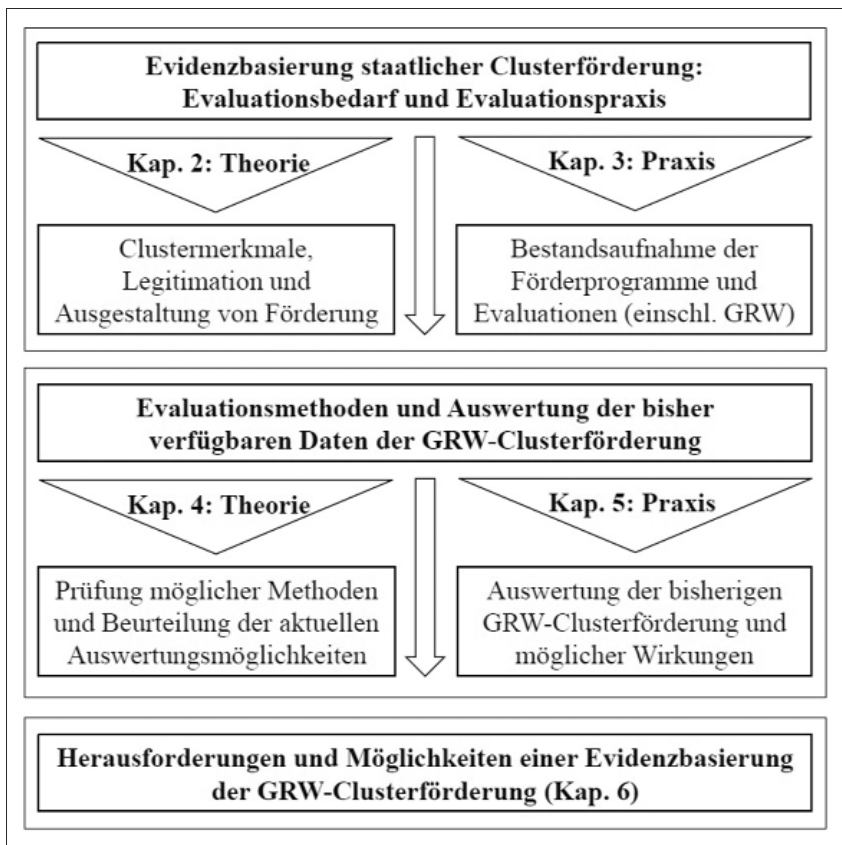 Evidenzbasierung staatlicher Clusterförderung:
Evaluationsbedarf und Evaluationspraxis
Kap. 2: Theorie
Kap. 3: Praxis
Clustermerkmale,
Legitimation und
Ausgestaltung von Förderung
Bestandsaufnahme der
Förderprogramme und
Evaluationen (einschl. GRW)
Evaluationsmethoden und Auswertung der bisher
verfügbaren Daten der GRW-Clusterförderung
Kap. 4: Theorie
Kap. 5: Praxis
Prüfung möglicher Methoden
und Beurteilung der aktuellen
Auswertungsmöglichkeiten
Auswertung der bisherigen
GRW-Clusterförderung und
möglicher Wirkungen
Herausforderungen und Möglichkeiten einer Evidenzbasierung
der GRW-Clusterförderung (Kap. 6)